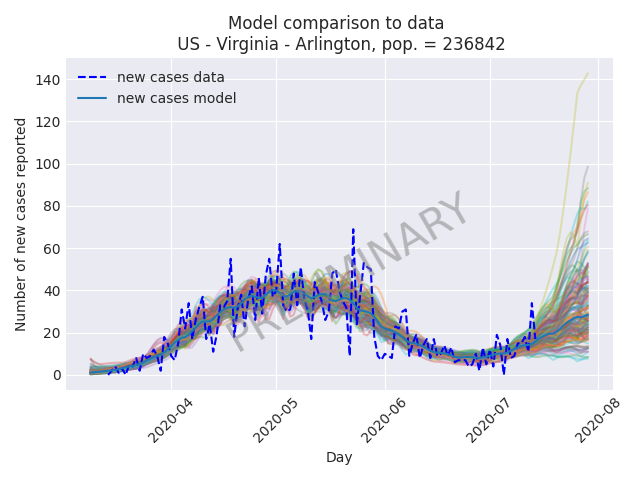 Model comparison to data
US - Virginia - Arlington, pop. = 236842
new cases data
new cases model
PRELIMINARY
Number of new cases reported
140
120
100
80
60
40
20
0
2020-04
2020-05
2020-06
2020-07
2020-08
Day